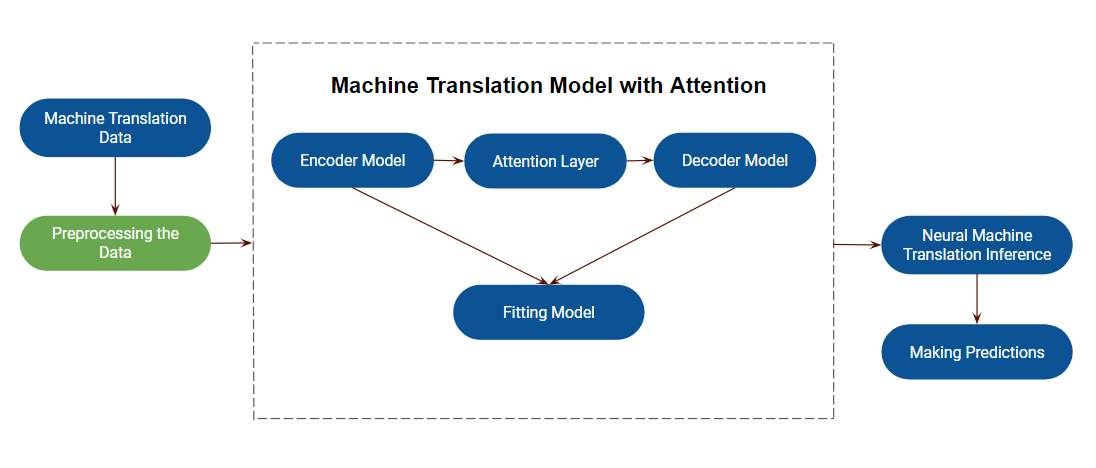 Machine Translation Model with Attention
Machine Translation
Data
Encoder Model
Attention Layer
Decoder Model
Preprocessing the
Data
Neural Machine
Translation Inference
Fitting Model
Making Predictions